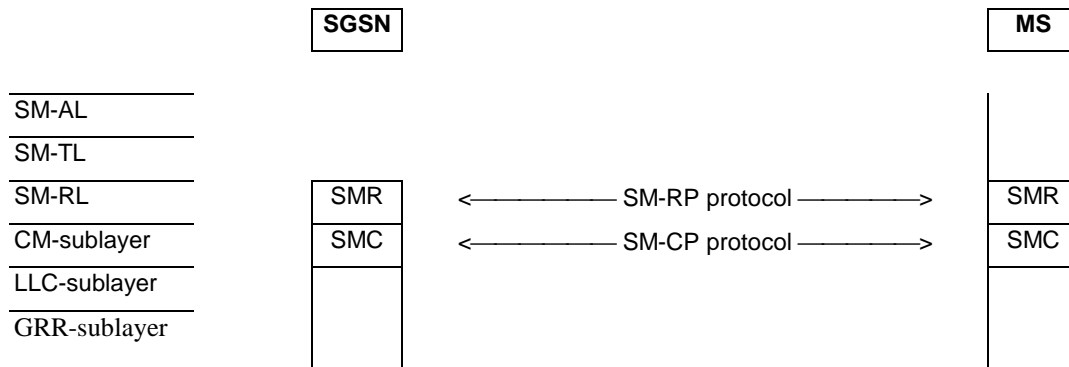 SGSN MS
SM-AL
SM-TL
SM-RL SMR <—————— SM-RP protocol ——————> SMR
CM-sublayer SMC <—————— SM-CP protocol ——————> SMC
LLC-sublayer
GRR-sublayer